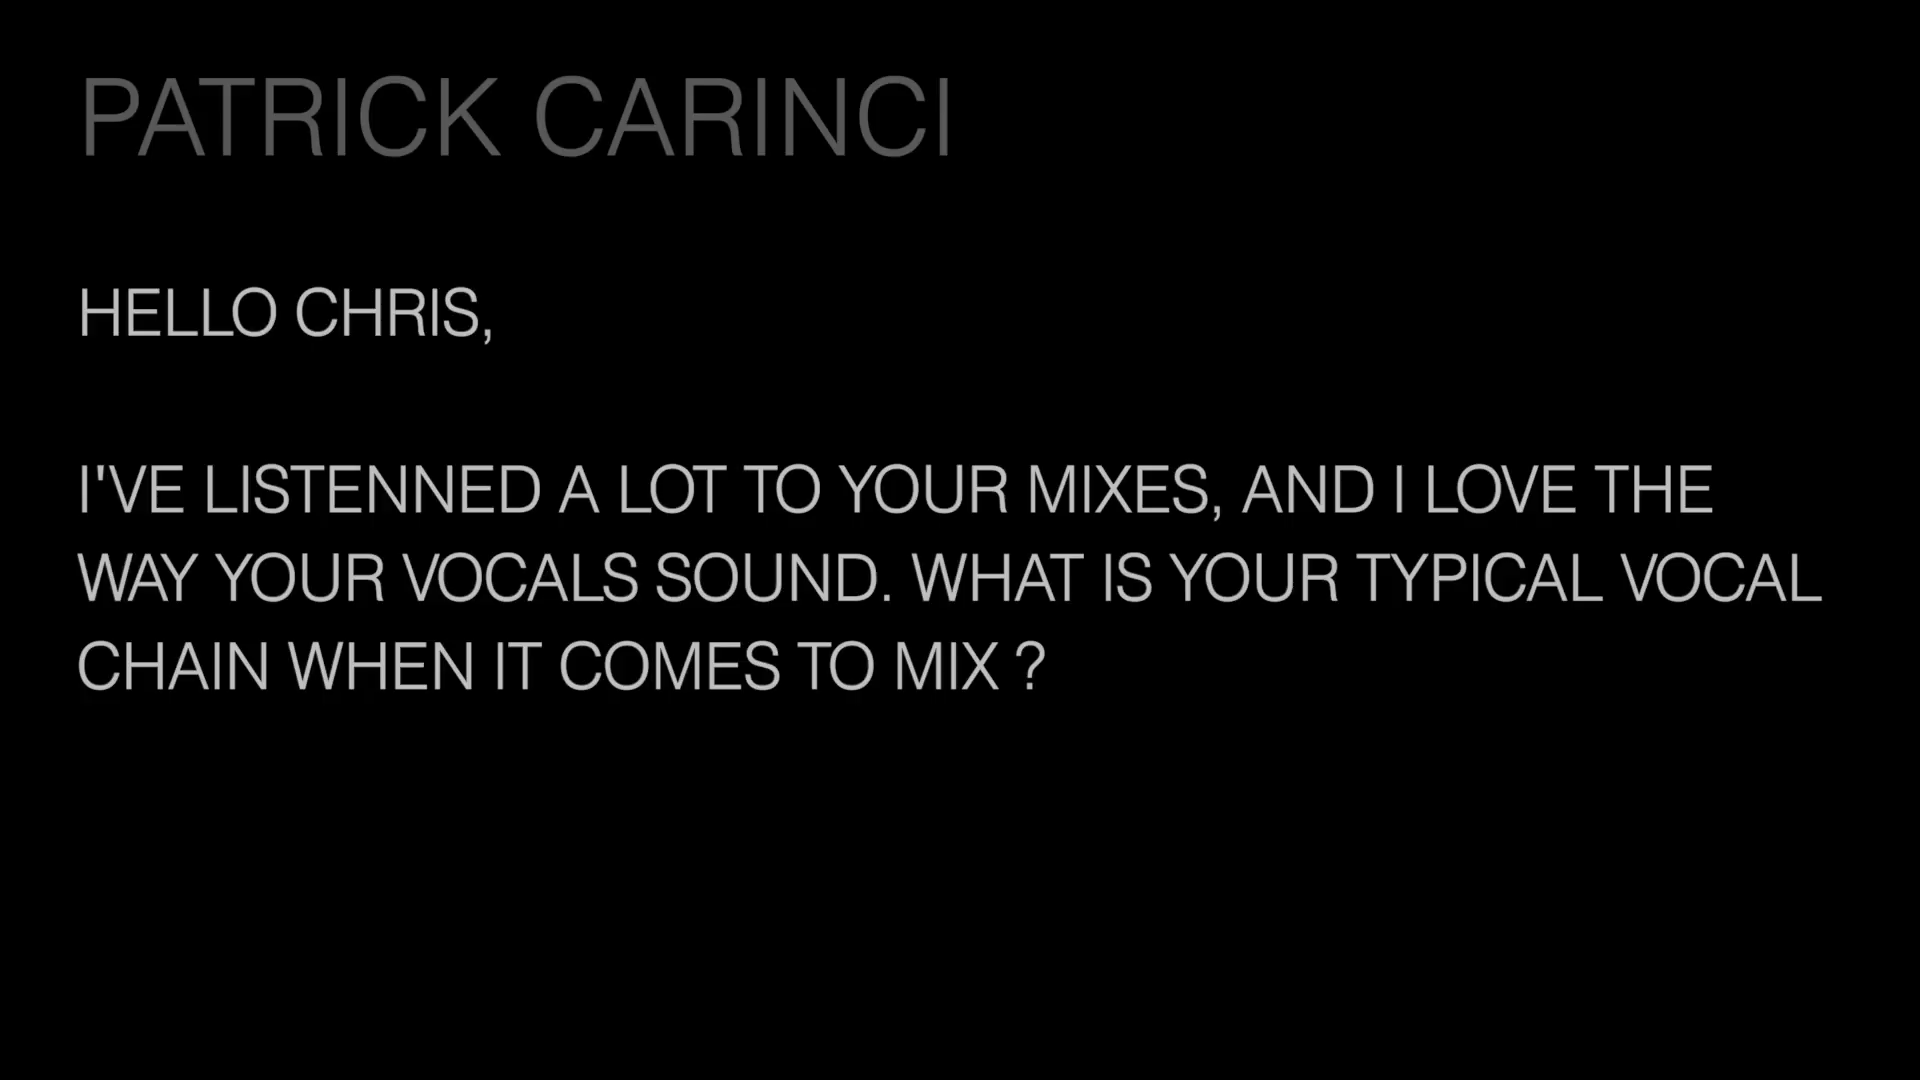 PATRICK CARINCI
HELLO CHRIS,
I'VE LISTENNED A LOT TO YOUR MIXES, AND I LOVE THE
WAY YOUR VOCALS SOUND. WHAT IS YOUR TYPICAL VOCAL
CHAIN WHEN IT COMES TO MIX ?